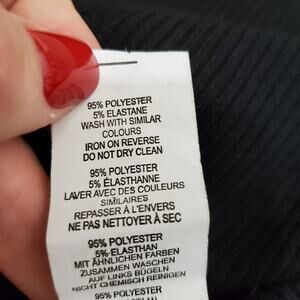 95% POLYESTER
5% ELASTANE
WASH WITH SIMILAR
COLOURS
IRON ON REVERSE
DO NOT DRY CLEAN
95% POLYESTER
5% ÉLASTHANNE
LAVER AVEC DES COULEURS
SIMILAIRES
REPASSER À L'ENVERS
NE PAS NETTOYER À SEC
95% POLYESTER
5% ELASTHAN
MIT ÄHNLICHEN FARBEN
ZUSAMMEN WASCHEN
AUF LINKS BÜGELN
NICHT CHEMISCH REINIGEN
95% POLYESTER